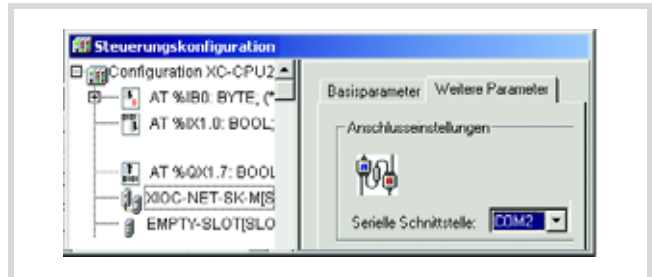 Steuerungskonfiguration
Configuration XC-CPU2
AT %IB0: BYTE; (*
AT %IX1.0: BOOL;
AT %QX1.7: BOOL
XIOC-NET-SK-M[S
EMPTY-SLOT[SLO
Basisparameter Weitere Parameter
Anschlusseinstellungen
Serielle Schnittstelle: COM2